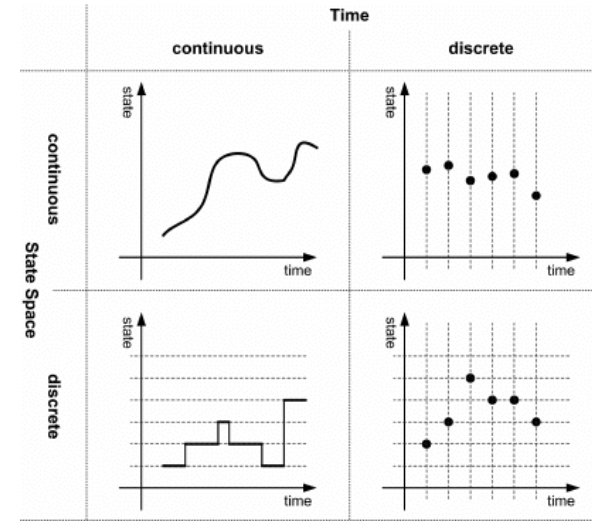 Time
continuous
discrete
State Space
continuous
state
time
state
time
discrete
state
time
state
time